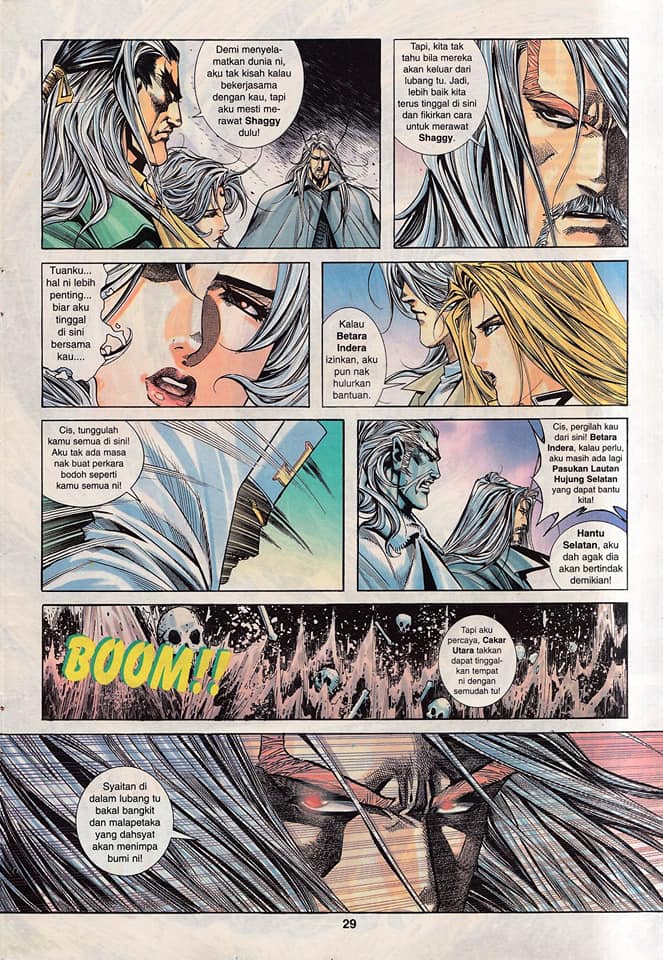 Demi menyela-
matkan dunia ni,
aku tak kisah kalau
bekerjasama
dengan kau, tapi
aku mesti me-
rawat Shaggy
dulu!
Tapi, kita tak
tahu bila mereka
akan keluar dari
lubang tu. Jadi,
lebih baik kita
terus tinggal di sini
dan fikirkan cara
untuk merawat
Shaggy.
Tuanku...
hal ni lebih
penting...
biar aku
tinggal
di sini
bersama
kau....
Kalau
Betara
Indera
izinkan, aku
pun nak
hulurkan
bantuan.
Cis, tunggulah
kamu semua di sini!
Aku tak ada masa
nak buat perkara
bodoh seperti
kamu semua ni!
Cis, pergilah kau
dari sini! Betara
Indera, kalau perlu,
aku masih ada lagi
Pasukan Lautan
Hujung Selatan
yang dapat bantu
kita!
Hantu
Selatan, aku
dah agak dia
akan bertindak
demikian!
BOOM!!
Tapi aku
percaya, Cakar
Utara takkan
dapat tinggal-
kan tempat
ni dengan
semudah tu!
Syaitan di
dalam lubang tu
bakal bangkit
dan malapetaka
yang dahsyat
akan menimpa
bumi ni!
29